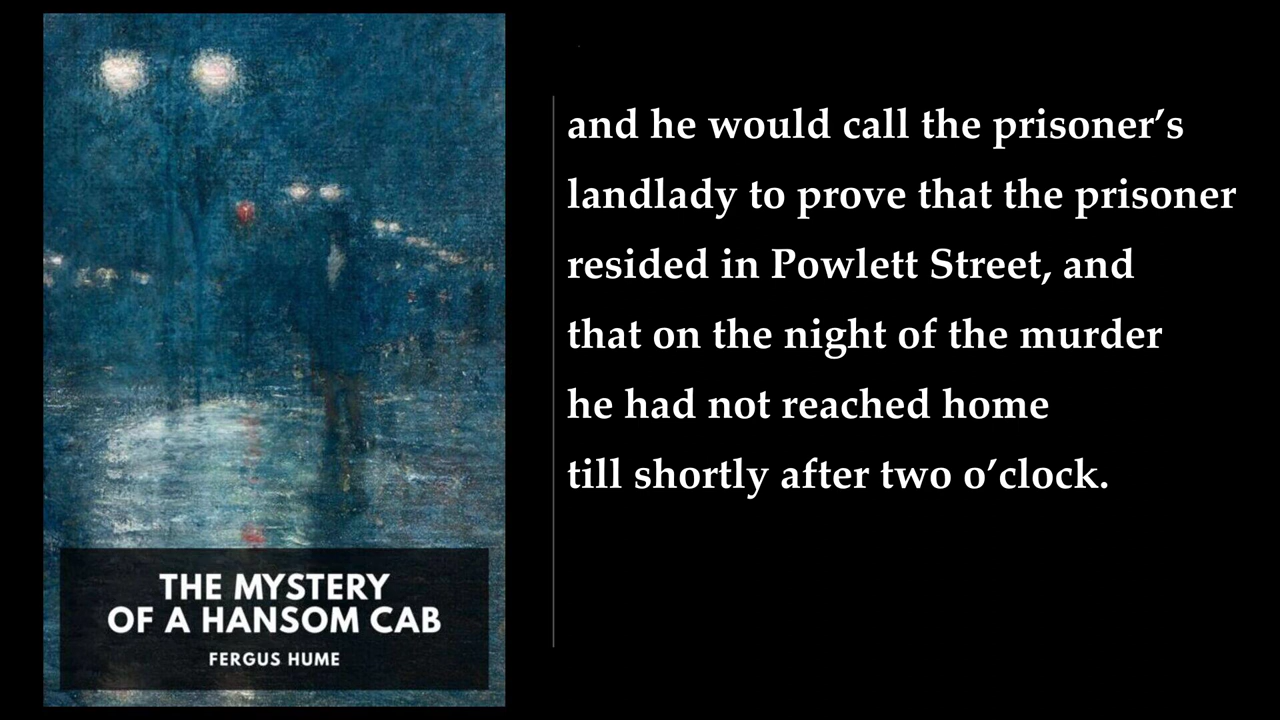 and he would call the prisoner’s
landlady to prove that the prisoner
resided in Powlett Street, and
that on the night of the murder
he had not reached home
till shortly after two o’clock.
THE MYSTERY
OF A HANSOM CAB
FERGUS HUME